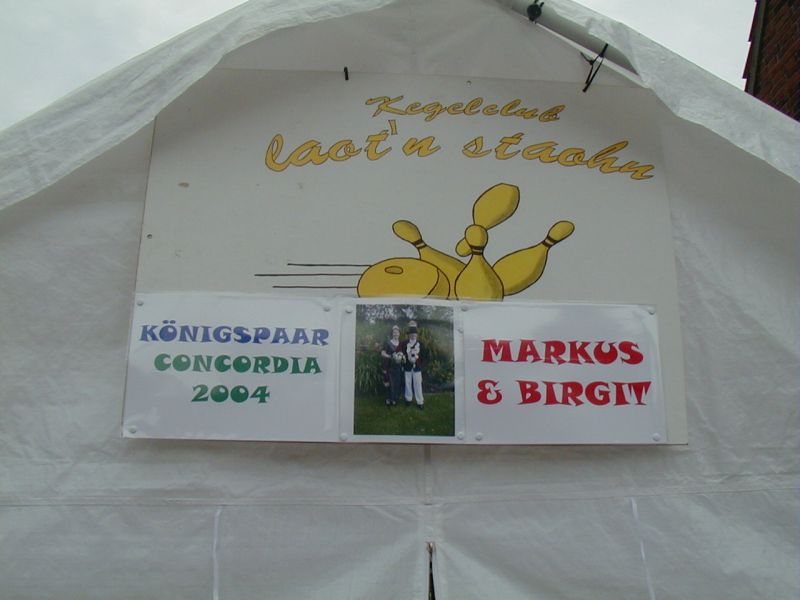 Kegelclub
laot'n staohn
KÖNIGSPAAR
CONCORDIA
2004
MARKUS
& BIRGIT